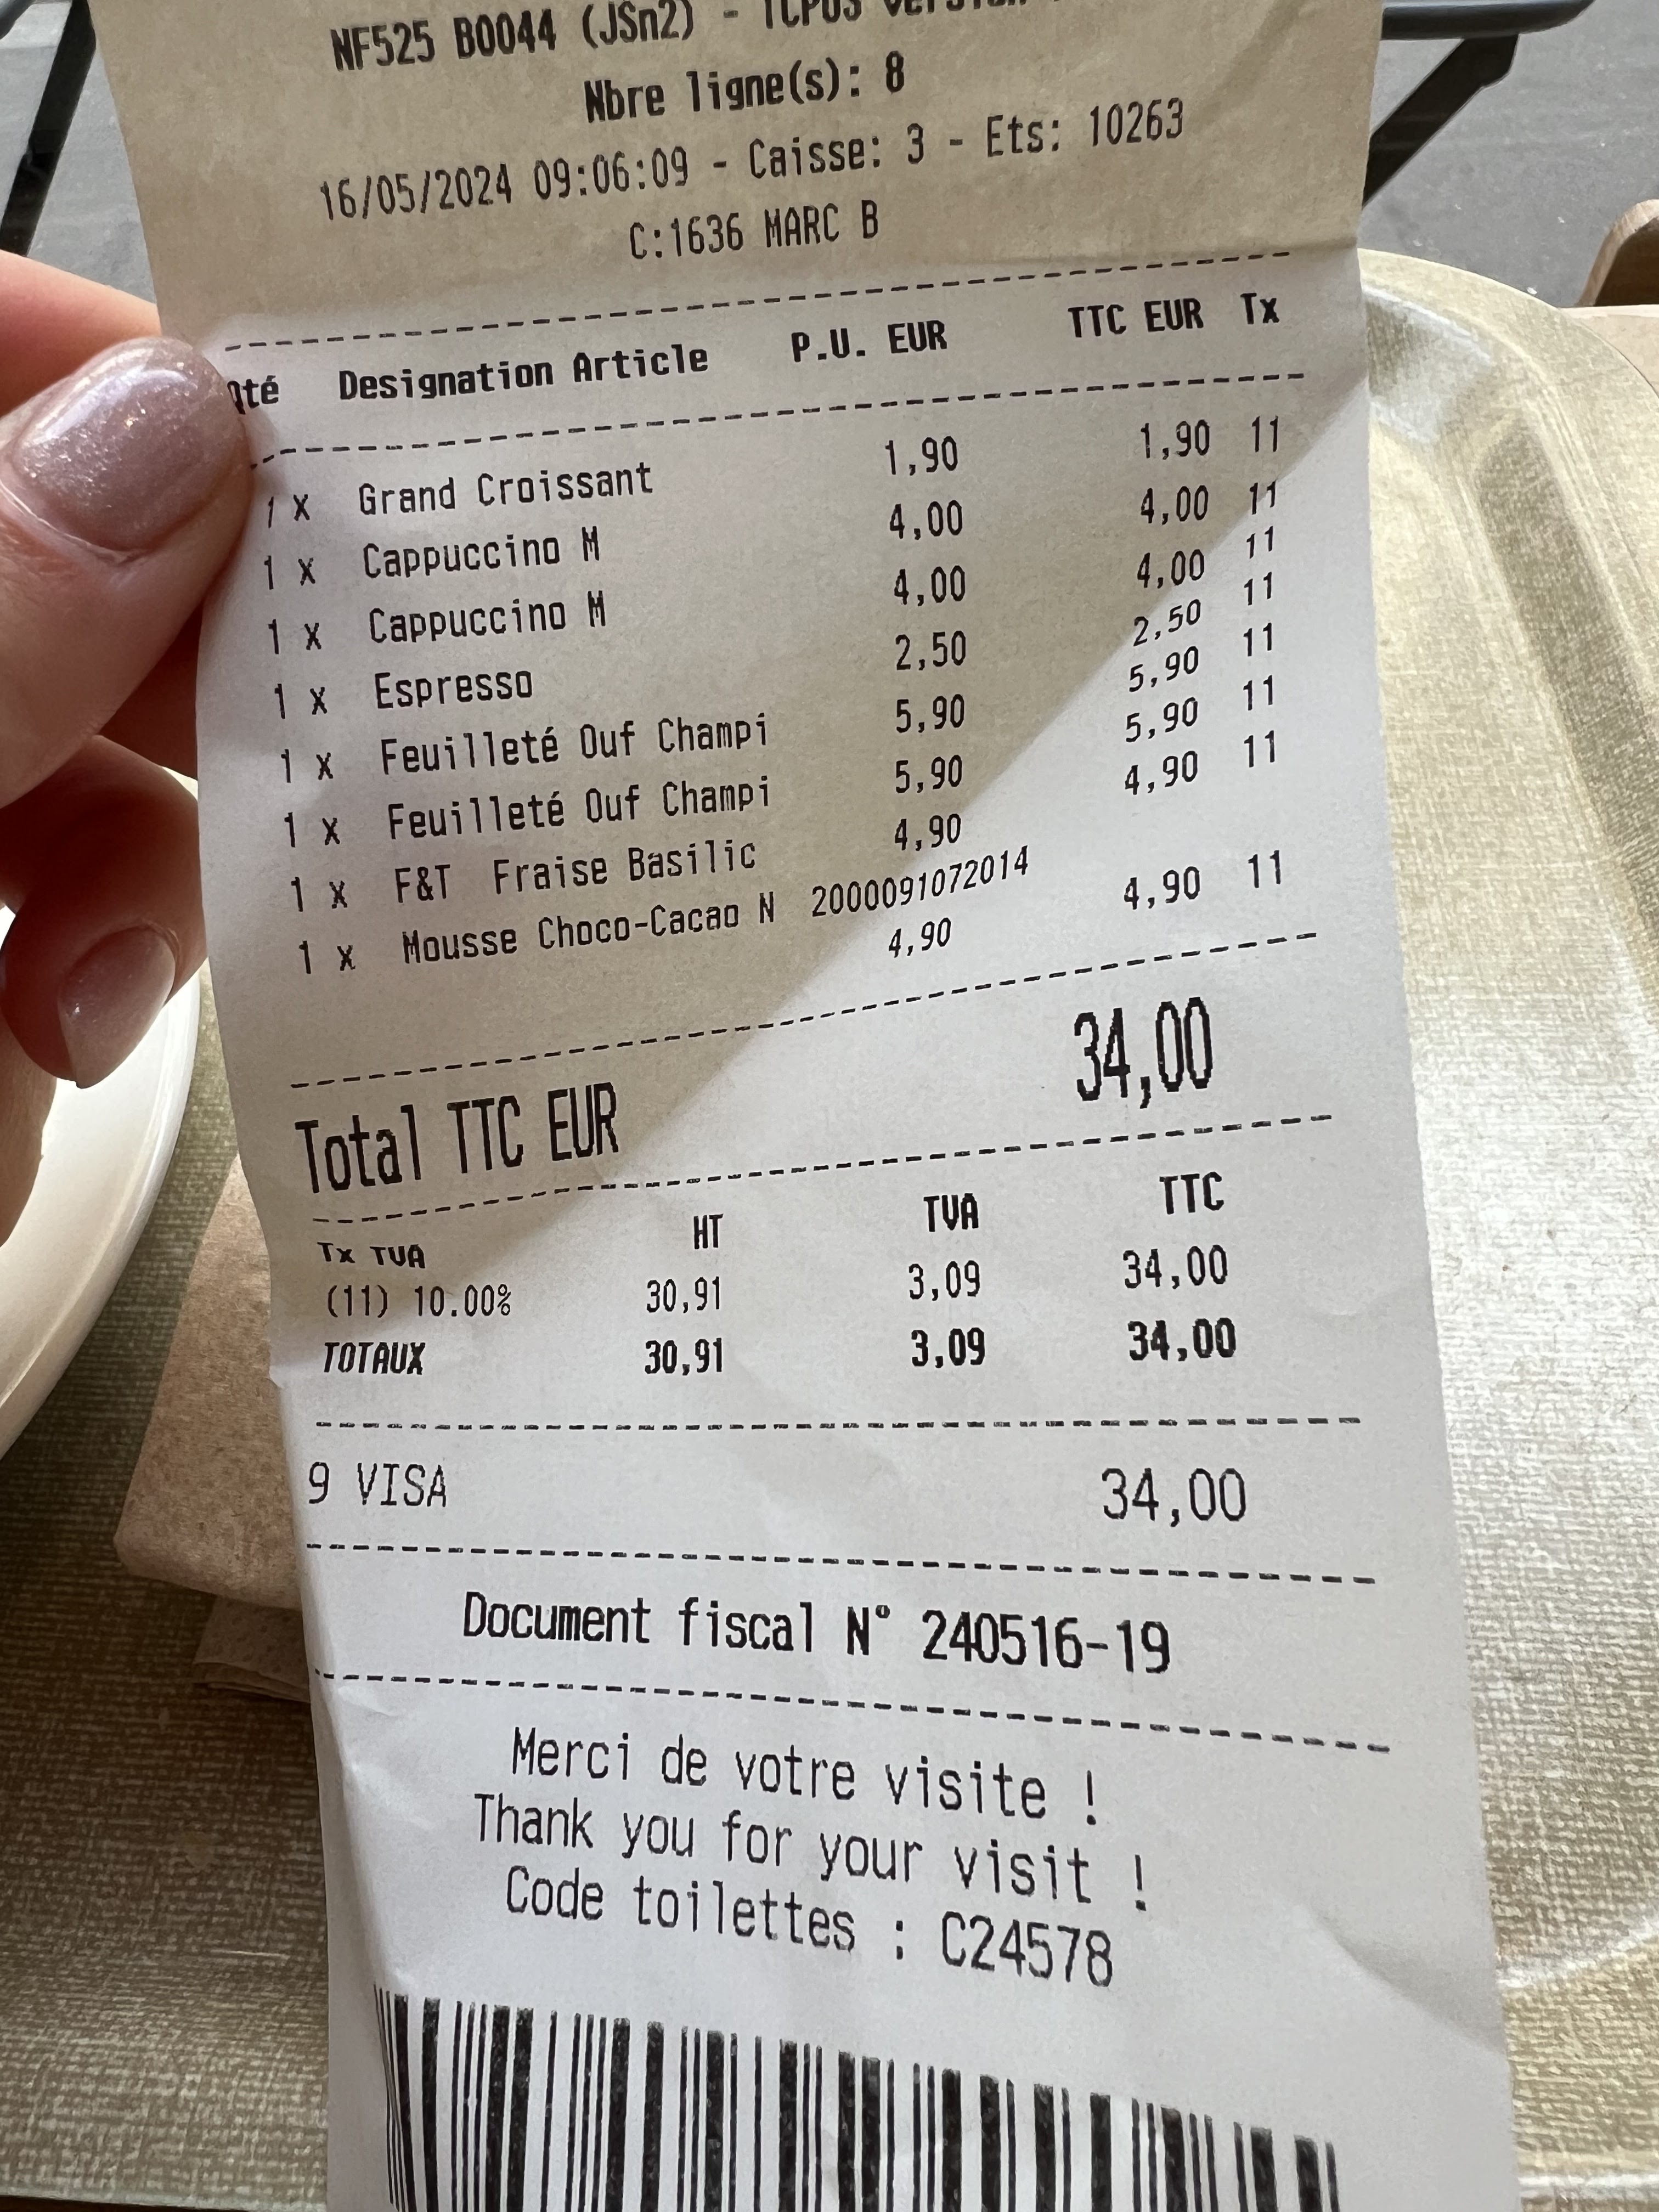 NF525 B0044 (JSn2) - TCPOS version
Nbre ligne(s): 8
16/05/2024 09:06:09 - Caisse: 3 - Ets: 10263
C:1636 MARC B
Qté Designation Article P.U. EUR TTC EUR Tx
1 x Grand Croissant 1,90 1,90 11
1 x Cappuccino M 4,00 4,00 11
1 x Cappuccino M 4,00 4,00 11
1 x Espresso 2,50 2,50 11
1 x Feuilleté Ouf Champi 5,90 5,90 11
1 x Feuilleté Ouf Champi 5,90 5,90 11
1 x F&T Fraise Basilic 4,90 4,90 11
1 x Mousse Choco-Cacao N 2000091072014
4,90 4,90 11
Total TTC EUR 34,00
Tx TVA HT TVA TTC
(11) 10.00% 30,91 3,09 34,00
TOTAUX 30,91 3,09 34,00
9 VISA 34,00
Document fiscal N° 240516-19
Merci de votre visite !
Thank you for your visit !
Code toilettes : C24578